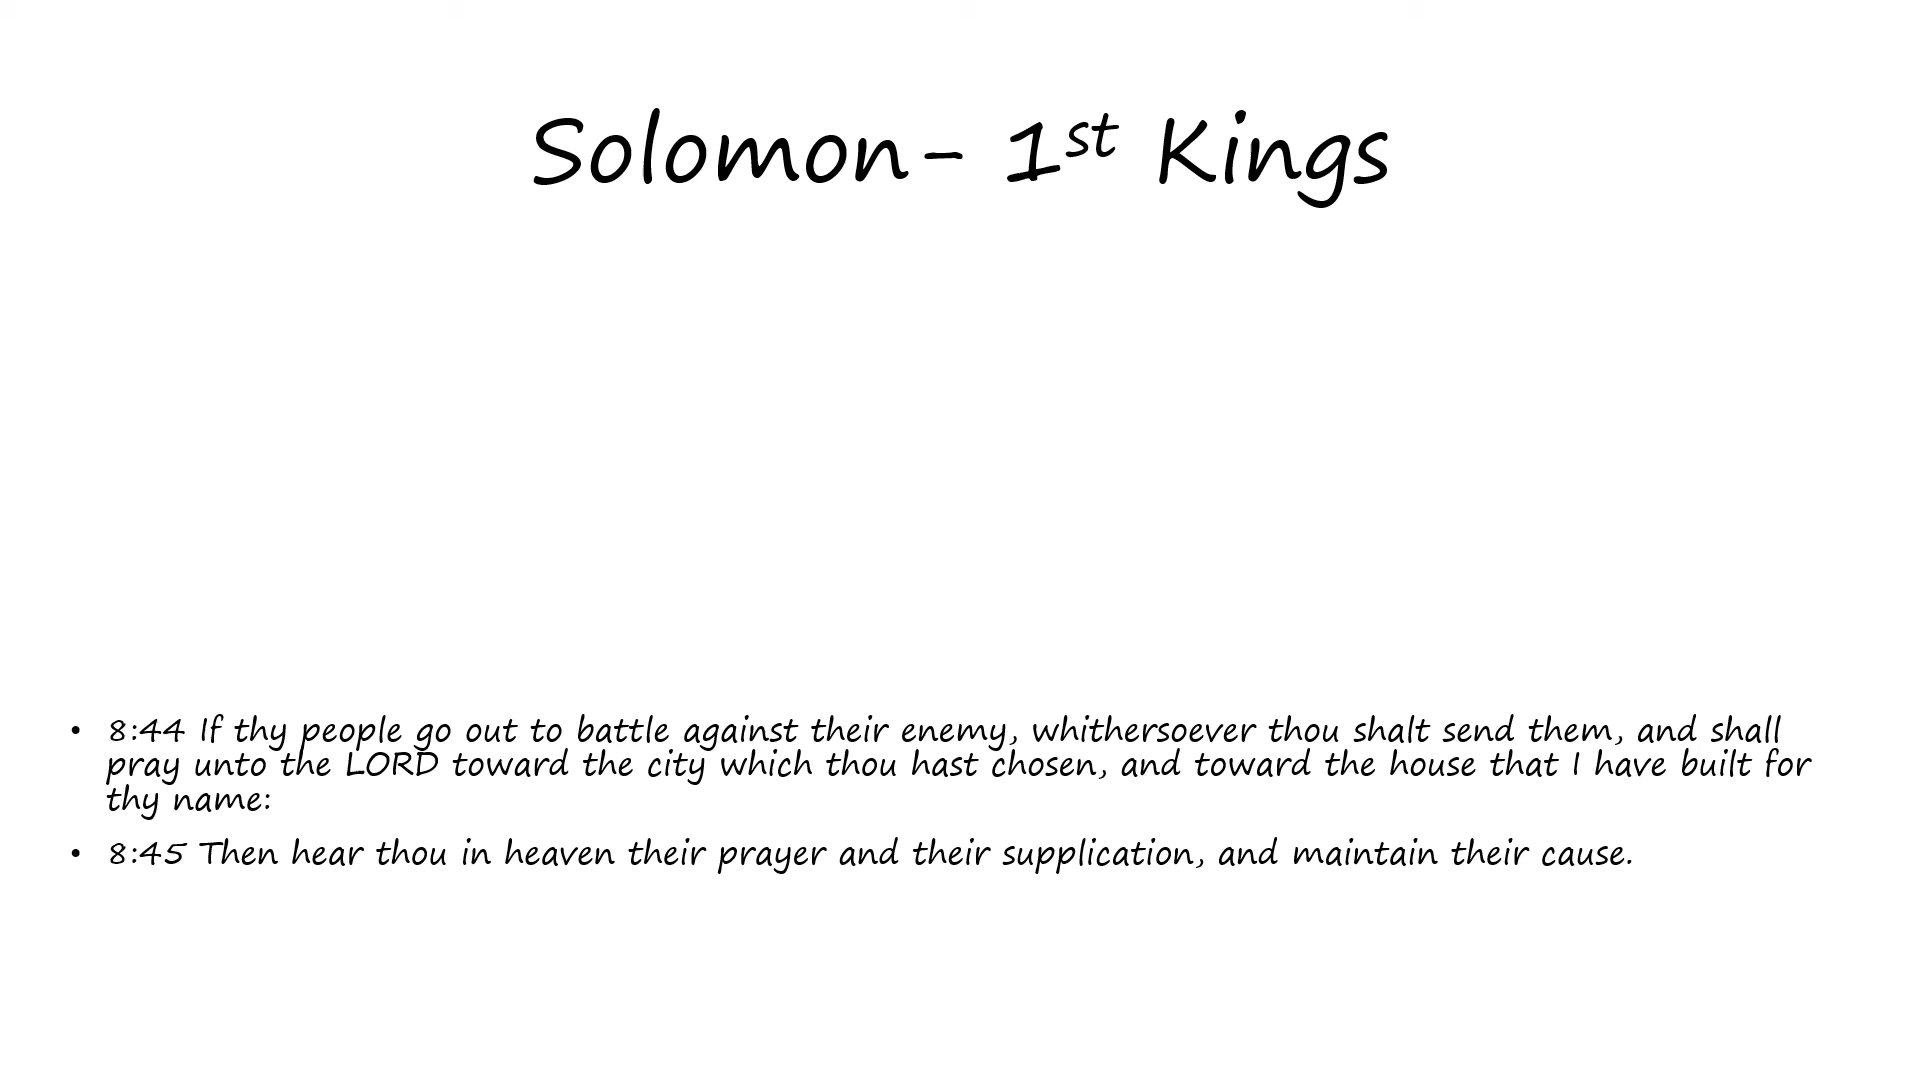 Solomon- 1st Kings
• 8:44 If thy people go out to battle against their enemy, whithersoever thou shalt send them, and shall
pray unto the LORD toward the city which thou hast chosen, and toward the house that I have built for
thy name:
• 8:45 Then hear thou in heaven their prayer and their supplication, and maintain their cause.